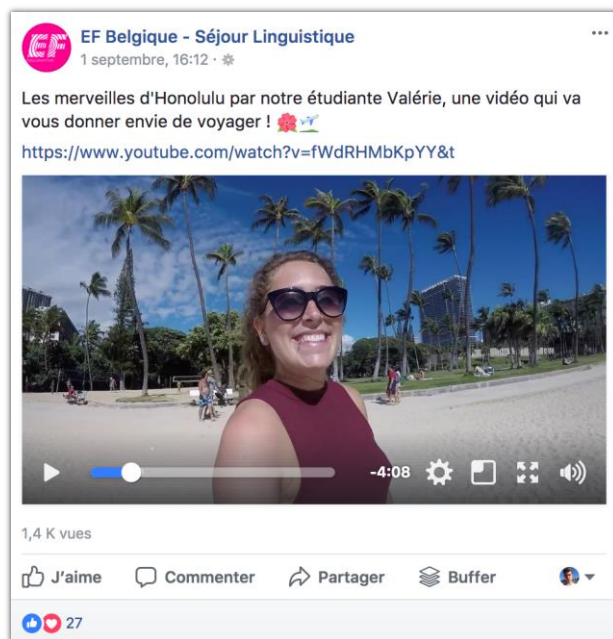 EF
EF Belgique - Séjour Linguistique
1 septembre, 16:12 ·
Les merveilles d'Honolulu par notre étudiante Valérie, une vidéo qui va
vous donner envie de voyager ! 🌺🛫
https://www.youtube.com/watch?v=fWdRHMbKpYY&t
-4:08
1,4 K vues
J'aime Commenter Partager Buffer
27